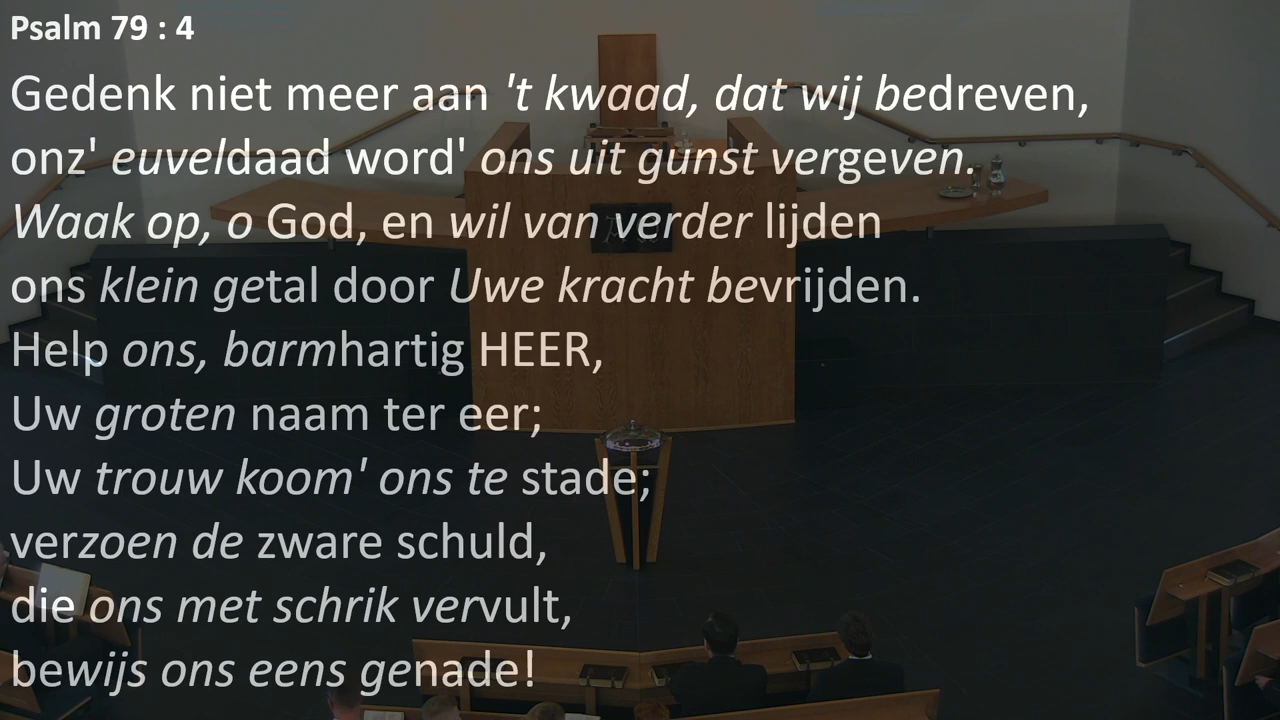 Psalm 79 : 4
Gedenk niet meer aan 't kwaad, dat wij bedreven,
onz' euveldaad word' ons uit gunst vergeven.
Waak op, o God, en wil van verder lijden
ons klein getal door Uwe kracht bevrijden.
Help ons, barmhartig HEER,
Uw groten naam ter eer;
Uw trouw koom' ons te stade;
verzoen de zware schuld,
die ons met schrik vervult,
bewijs ons eens genade!